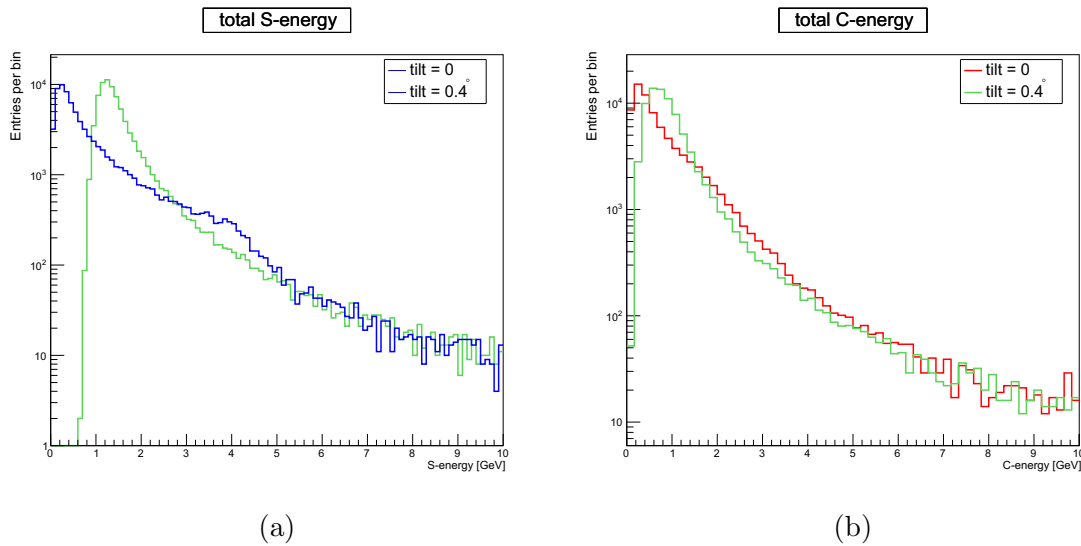 total S-energy
Entries per bin
tilt = 0
tilt = 0.4°
10⁴
10³
10²
10
1
0 1 2 3 4 5 6 7 8 9 10
S-energy [GeV]
(a)
total C-energy
Entries per bin
tilt = 0
tilt = 0.4°
10⁴
10³
10²
10
0 1 2 3 4 5 6 7 8 9 10
C-energy [GeV]
(b)